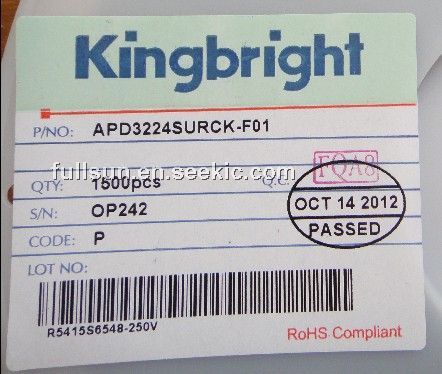 Kingbright
P/NO: APD3224SURCK-F01
fullsun.en.seekic.com
FQA8
QTY: 1500pcs Q.C.
S/N: OP242
OCT 14 2012
CODE: P
PASSED
LOT NO:
R5415S6548-250V
RoHS Compliant